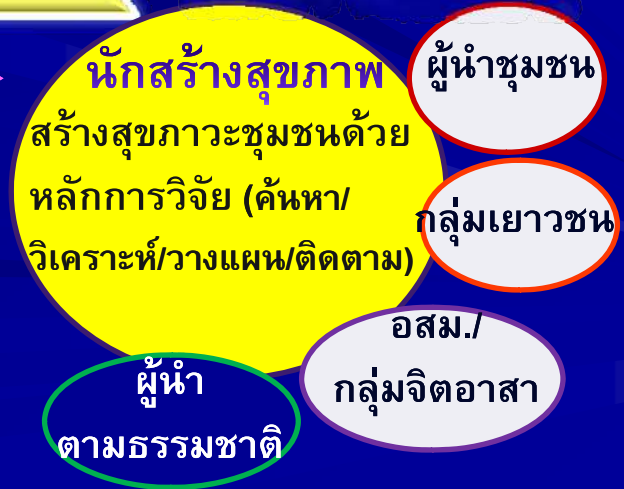 นักสร้างสุขภาพ
สร้างสุขภาวะชุมชนด้วย
หลักการวิจัย (ค้นหา/
วิเคราะห์/วางแผน/ติดตาม)
ผู้นำชุมชน
กลุ่มเยาวชน
อสม./
กลุ่มจิตอาสา
ผู้นำ
ตามธรรมชาติ